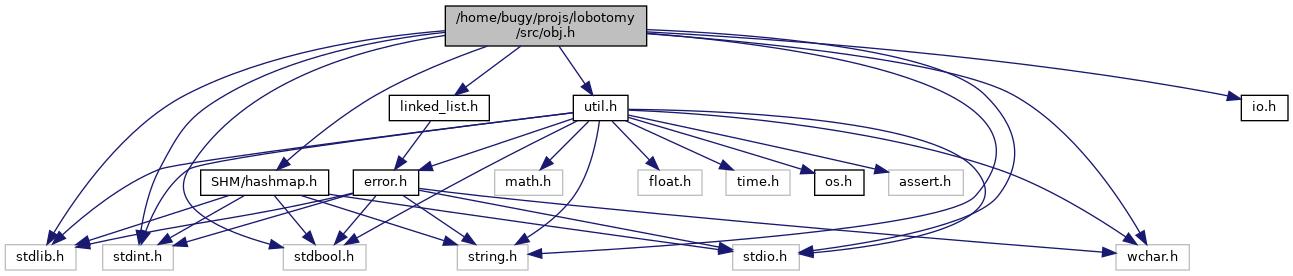 /home/bugy/projs/lobotomy
/src/obj.h
linked_list.h
util.h
io.h
SHM/hashmap.h
error.h
math.h
float.h
time.h
os.h
assert.h
stdlib.h
stdint.h
stdbool.h
string.h
stdio.h
wchar.h